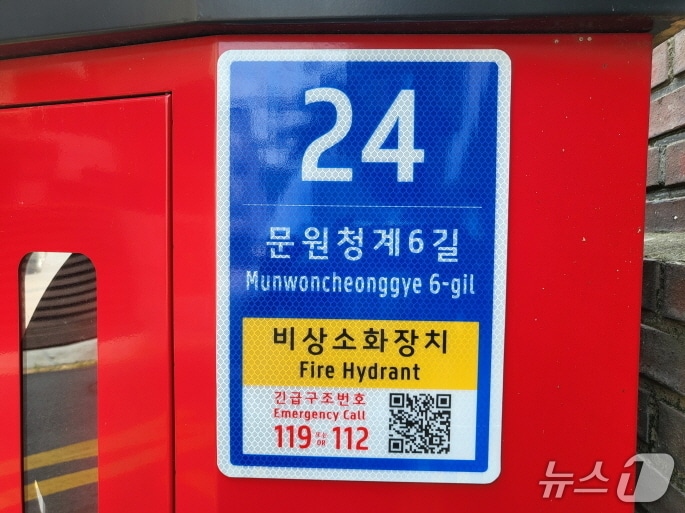 24
문원청계6길
Munwoncheonggye 6-gil
비상소화장치
Fire Hydrant
긴급구조번호
Emergency Call
119 또는 OR 112
뉴스1